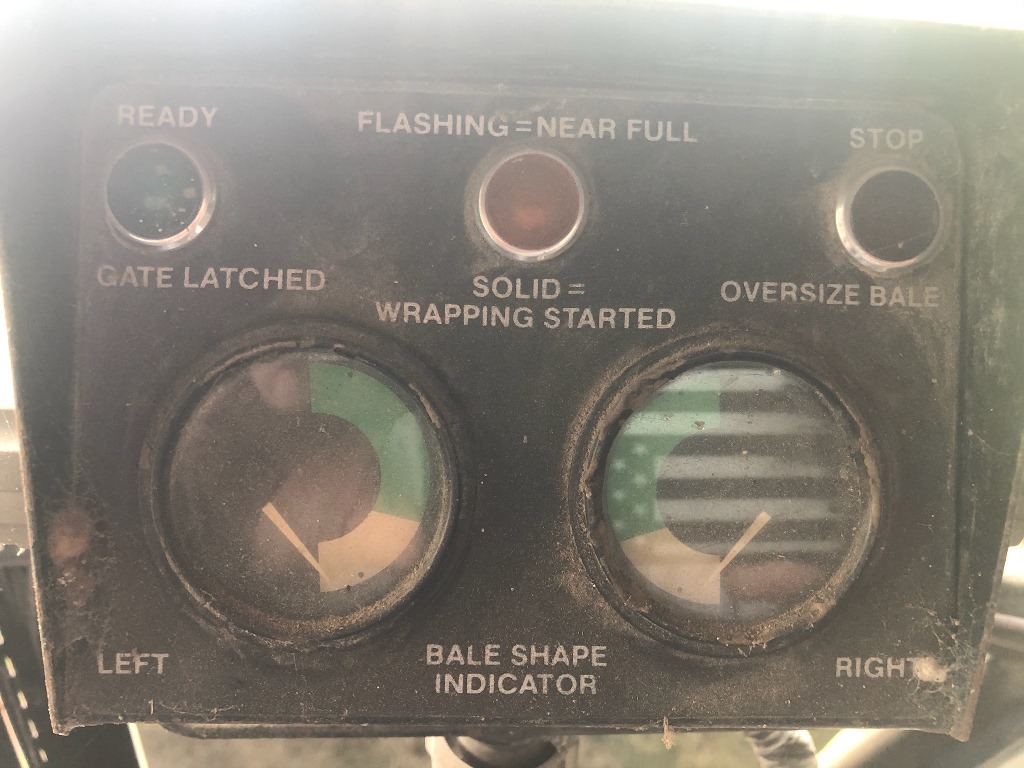 READY
FLASHING=NEAR FULL
STOP
GATE LATCHED
SOLID=
WRAPPING STARTED
OVERSIZE BALE
LEFT
BALE SHAPE
INDICATOR
RIGHT